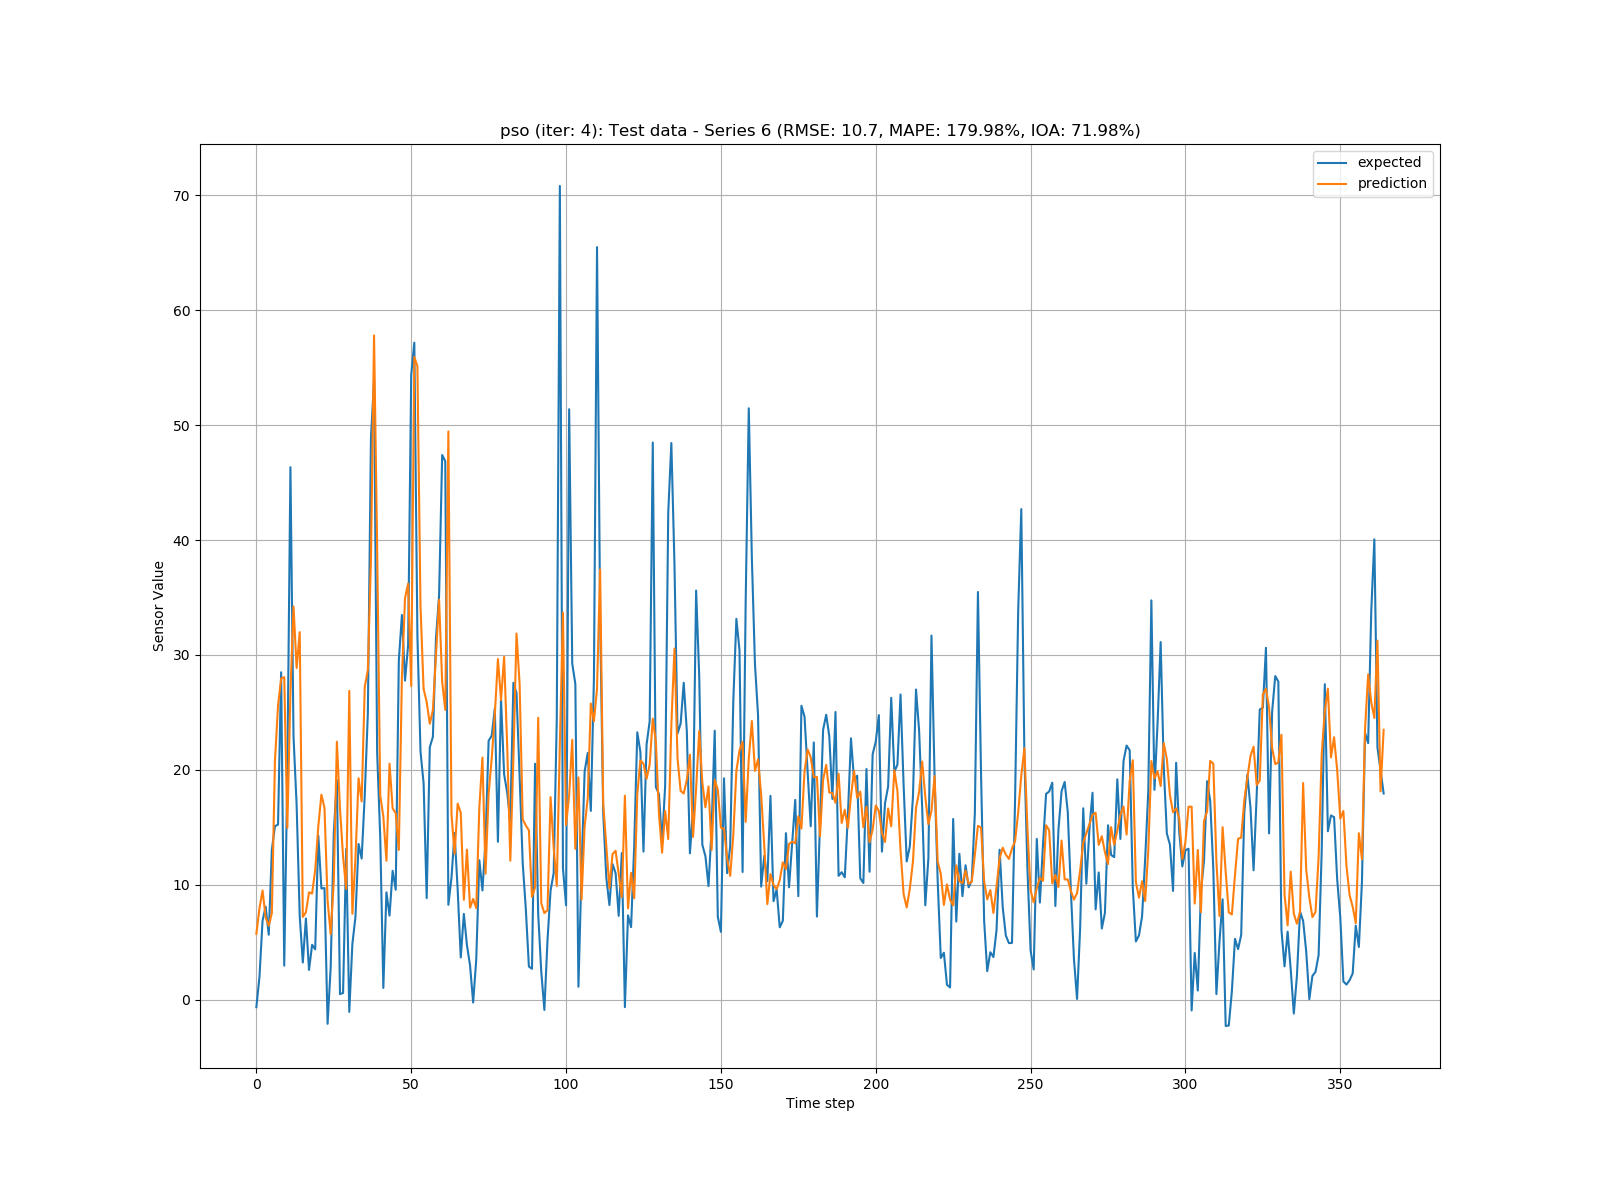 pso (iter: 4): Test data - Series 6 (RMSE: 10.7, MAPE: 179.98%, IOA: 71.98%)
expected
prediction
70
60
50
40
30
20
10
0
Sensor Value
0 50 100 150 200 250 300 350
Time step